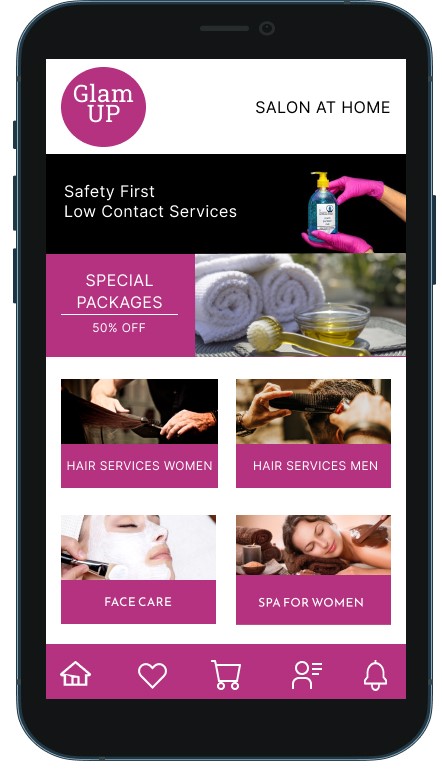 Glam
UP
SALON AT HOME
Safety First
Low Contact Services
SPECIAL
PACKAGES
50% OFF
HAIR SERVICES WOMEN
HAIR SERVICES MEN
FACE CARE
SPA FOR WOMEN